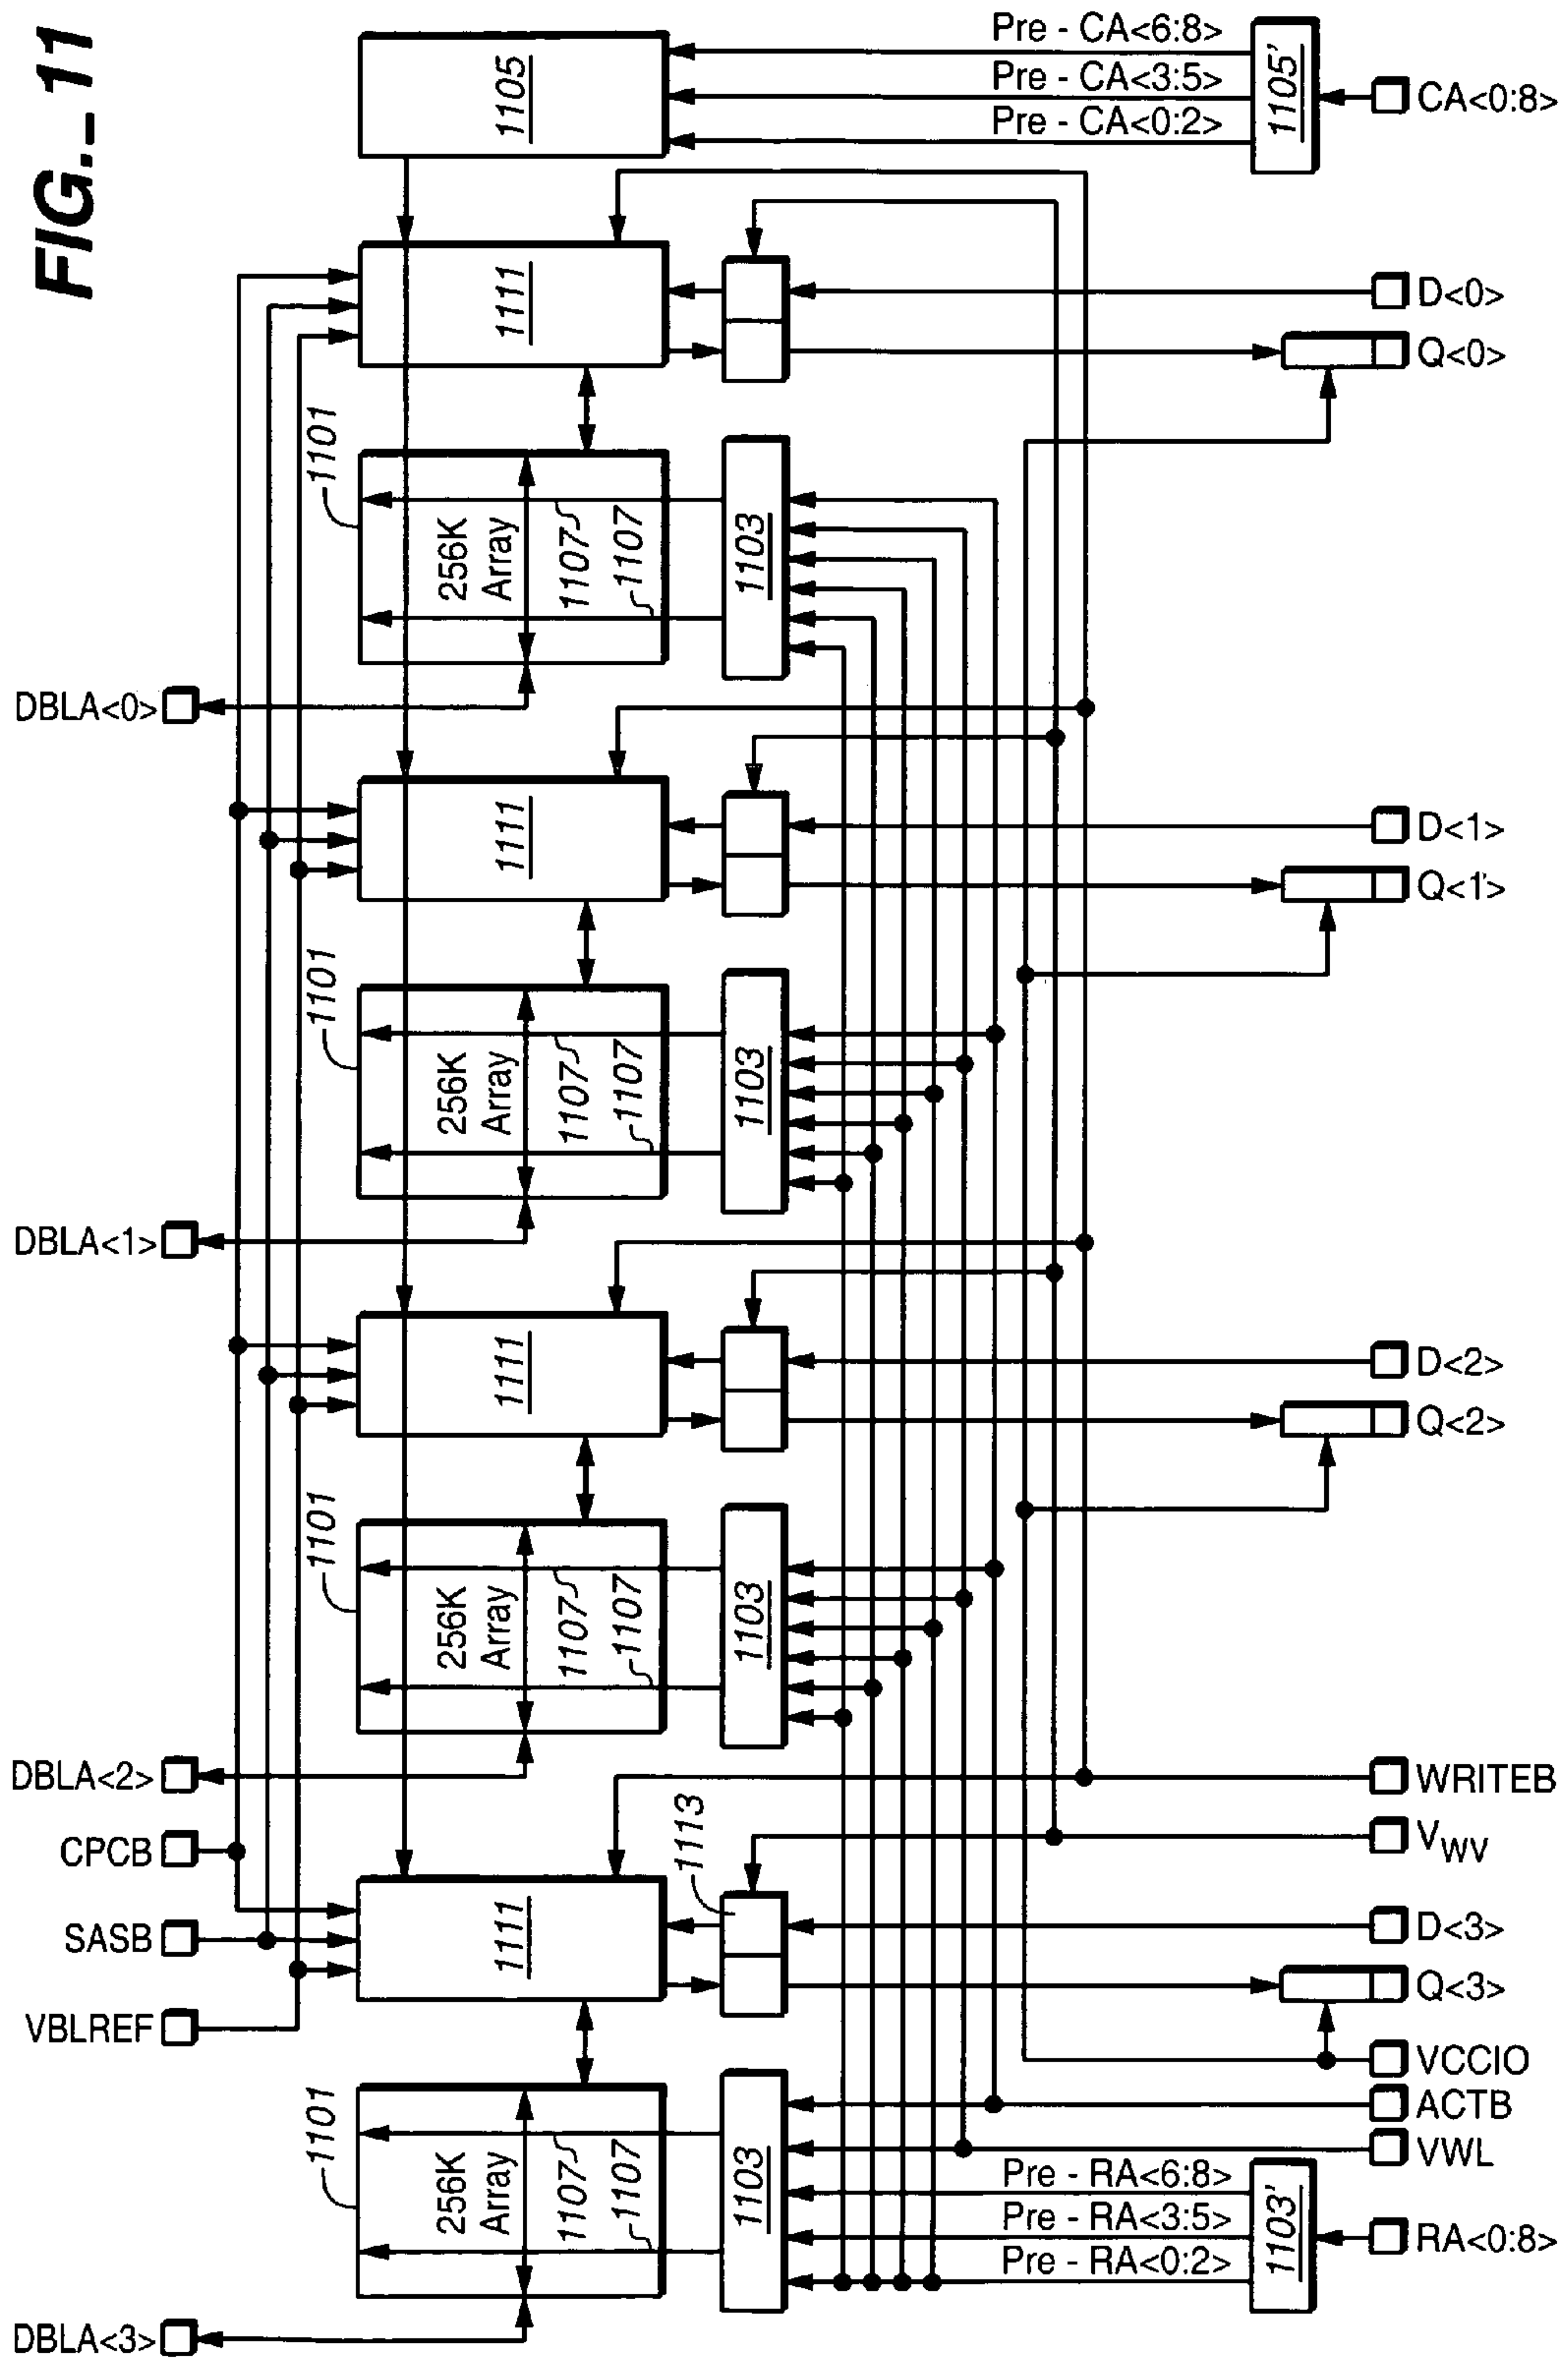 FIG._11
1105
Pre - CA<6:8>
Pre - CA<3:5>
Pre - CA<0:2>
1105'
CA<0:8>
1111
D<0>
Q<0>
1101
256K
Array
1107
1107
1103
DBLA<0>
1111
D<1>
Q<1>
1101
256K
Array
1107
1107
1103
DBLA<1>
1111
D<2>
Q<2>
1101
256K
Array
1107
1107
1103
DBLA<2>
WRITEB
1113
VWV
CPCB
1111
D<3>
SASB
Q<3>
VBLREF
VCCIO
ACTB
VWL
1101
256K
Array
1107
1107
1103
Pre - RA<6:8>
Pre - RA<3:5>
Pre - RA<0:2>
1103'
RA<0:8>
DBLA<3>